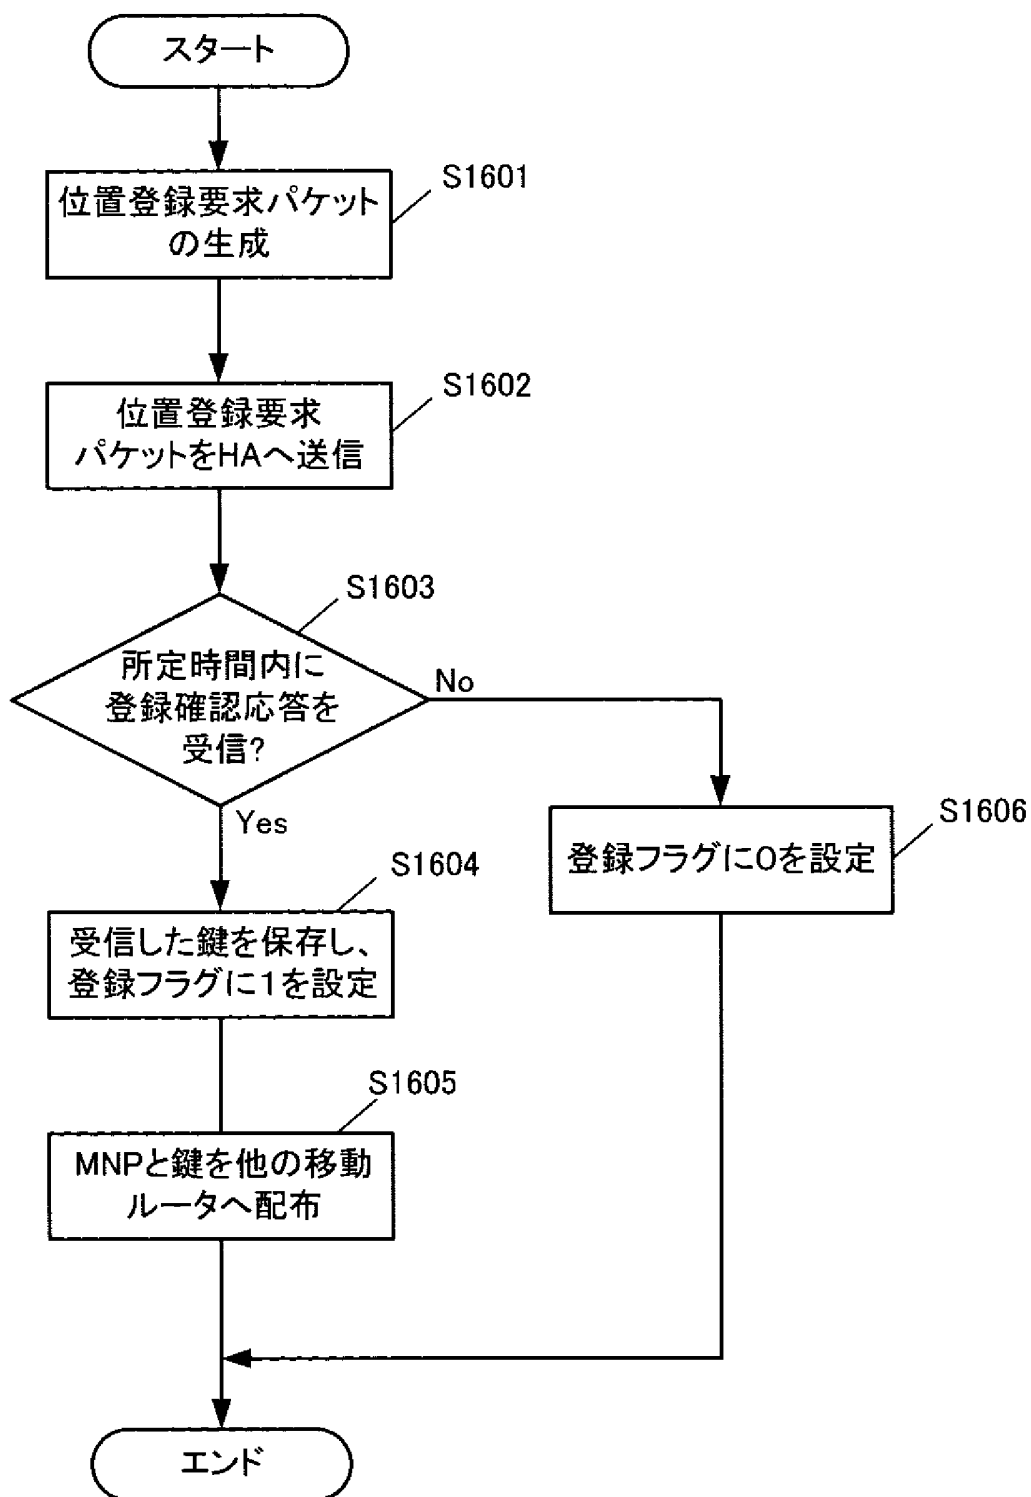 スタート
S1601
位置登録要求パケット
の生成
S1602
位置登録要求
パケットをHAへ送信
S1603
所定時間内に
登録確認応答を
受信?
No
Yes
S1604
受信した鍵を保存し、
登録フラグに1を設定
S1605
MNPと鍵を他の移動
ルータへ配布
S1606
登録フラグに0を設定
エンド